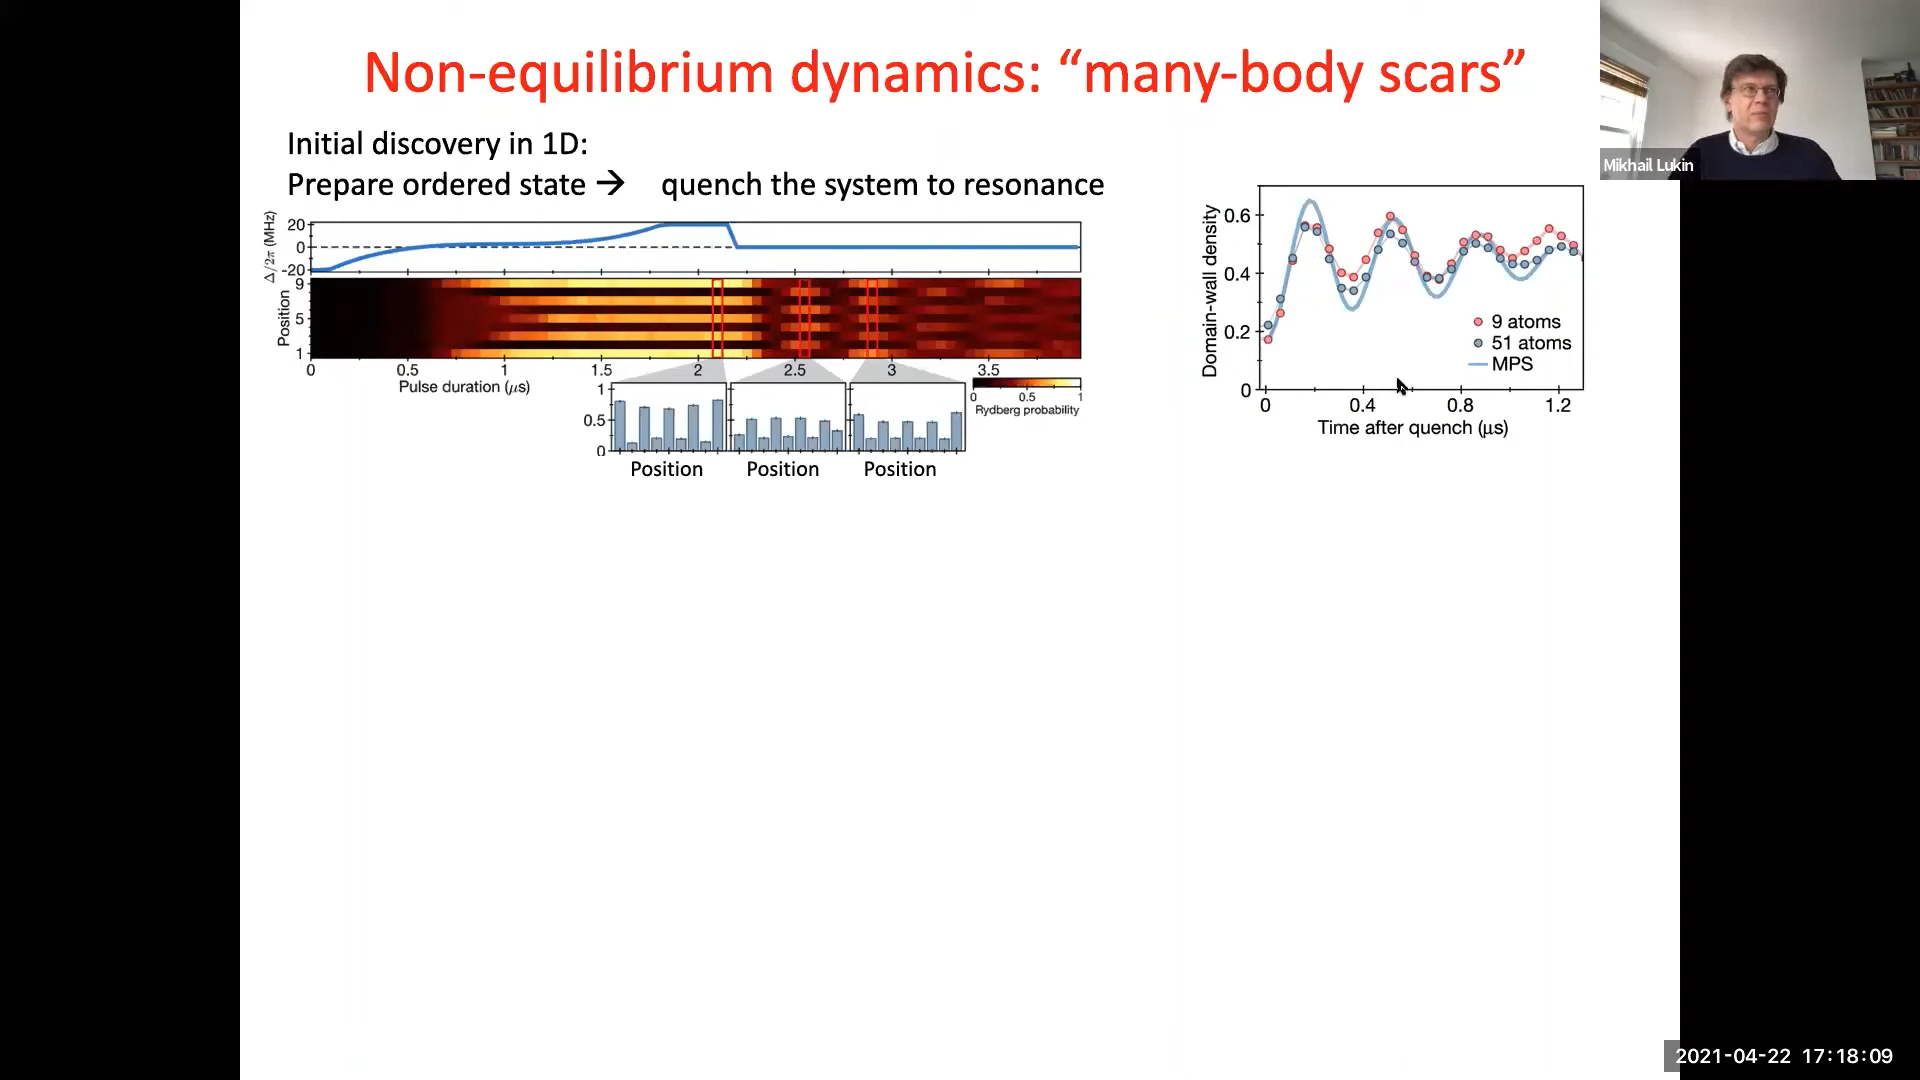 Non-equilibrium dynamics: “many-body scars”
Mikhail Lukin
Initial discovery in 1D:
Prepare ordered state → quench the system to resonance
Δ/2π (MHz)
20
0
-20
Position
9
5
1
0 0.5 1 1.5 2 2.5 3 3.5
Pulse duration (μs)
1
0.5
0
Position Position Position
0 0.5 1
Rydberg probability
Domain-wall density
0.6
0.4
0.2
0
9 atoms
51 atoms
MPS
0 0.4 0.8 1.2
Time after quench (μs)
2021-04-22 17:18:09